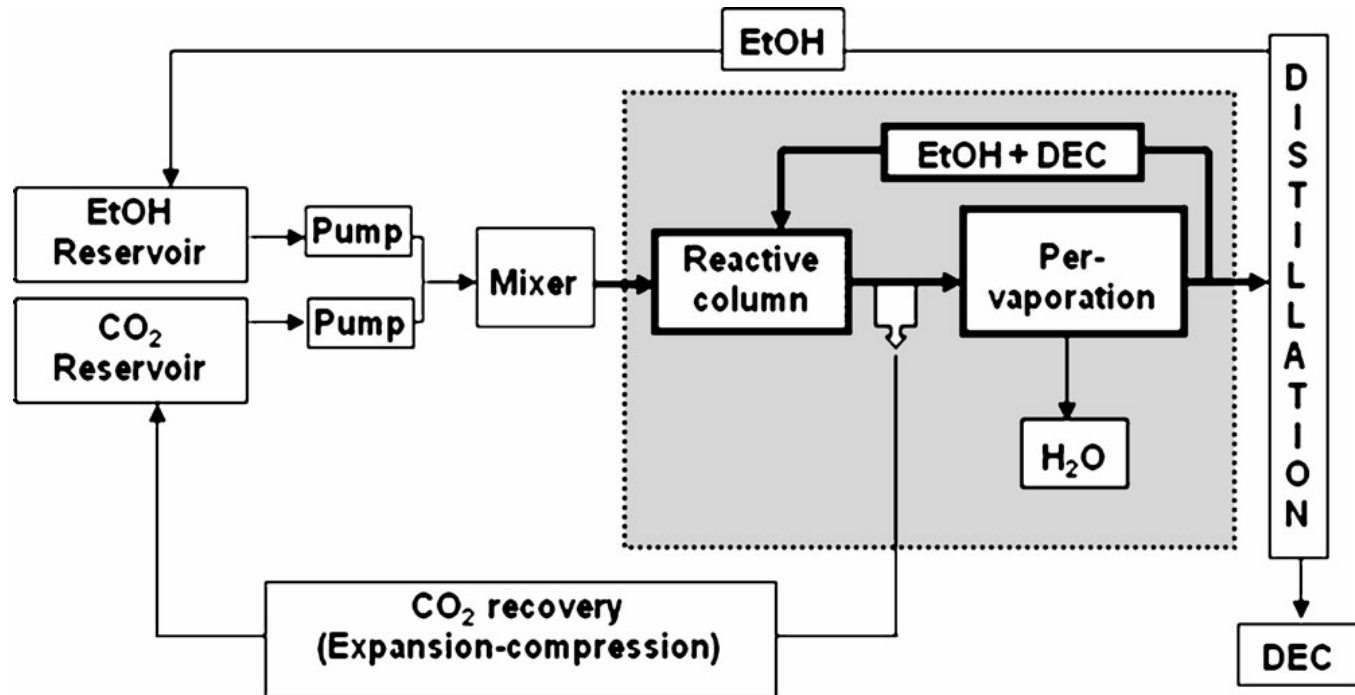 EtOH
DISTILLATION
EtOH + DEC
EtOH
Reservoir
Pump
Mixer
Reactive
column
Per-
vaporation
CO₂
Reservoir
Pump
H₂O
CO₂ recovery
(Expansion-compression)
DEC